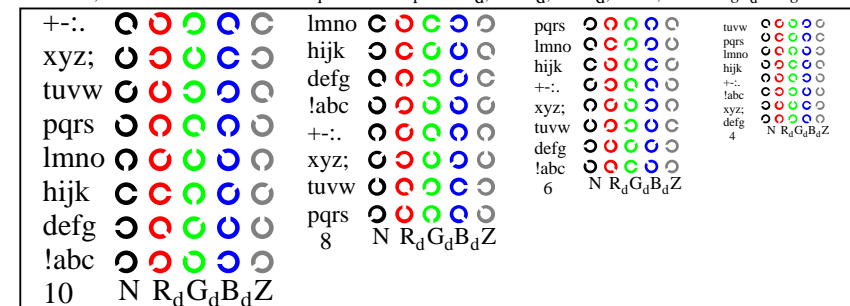 +-:.
xyz;
tuvw
pqrs
lmno
hijk
defg
!abc
10 N RdGdBdZ
lmno
hijk
defg
!abc
+-:.
xyz;
tuvw
pqrs
8 N RdGdBdZ
pqrs
lmno
hijk
+-:.
xyz;
tuvw
defg
!abc
6 N RdGdBdZ
tuvw
pqrs
lmno
hijk
+-:.
!abc
xyz;
defg
4 N RdGdBdZ